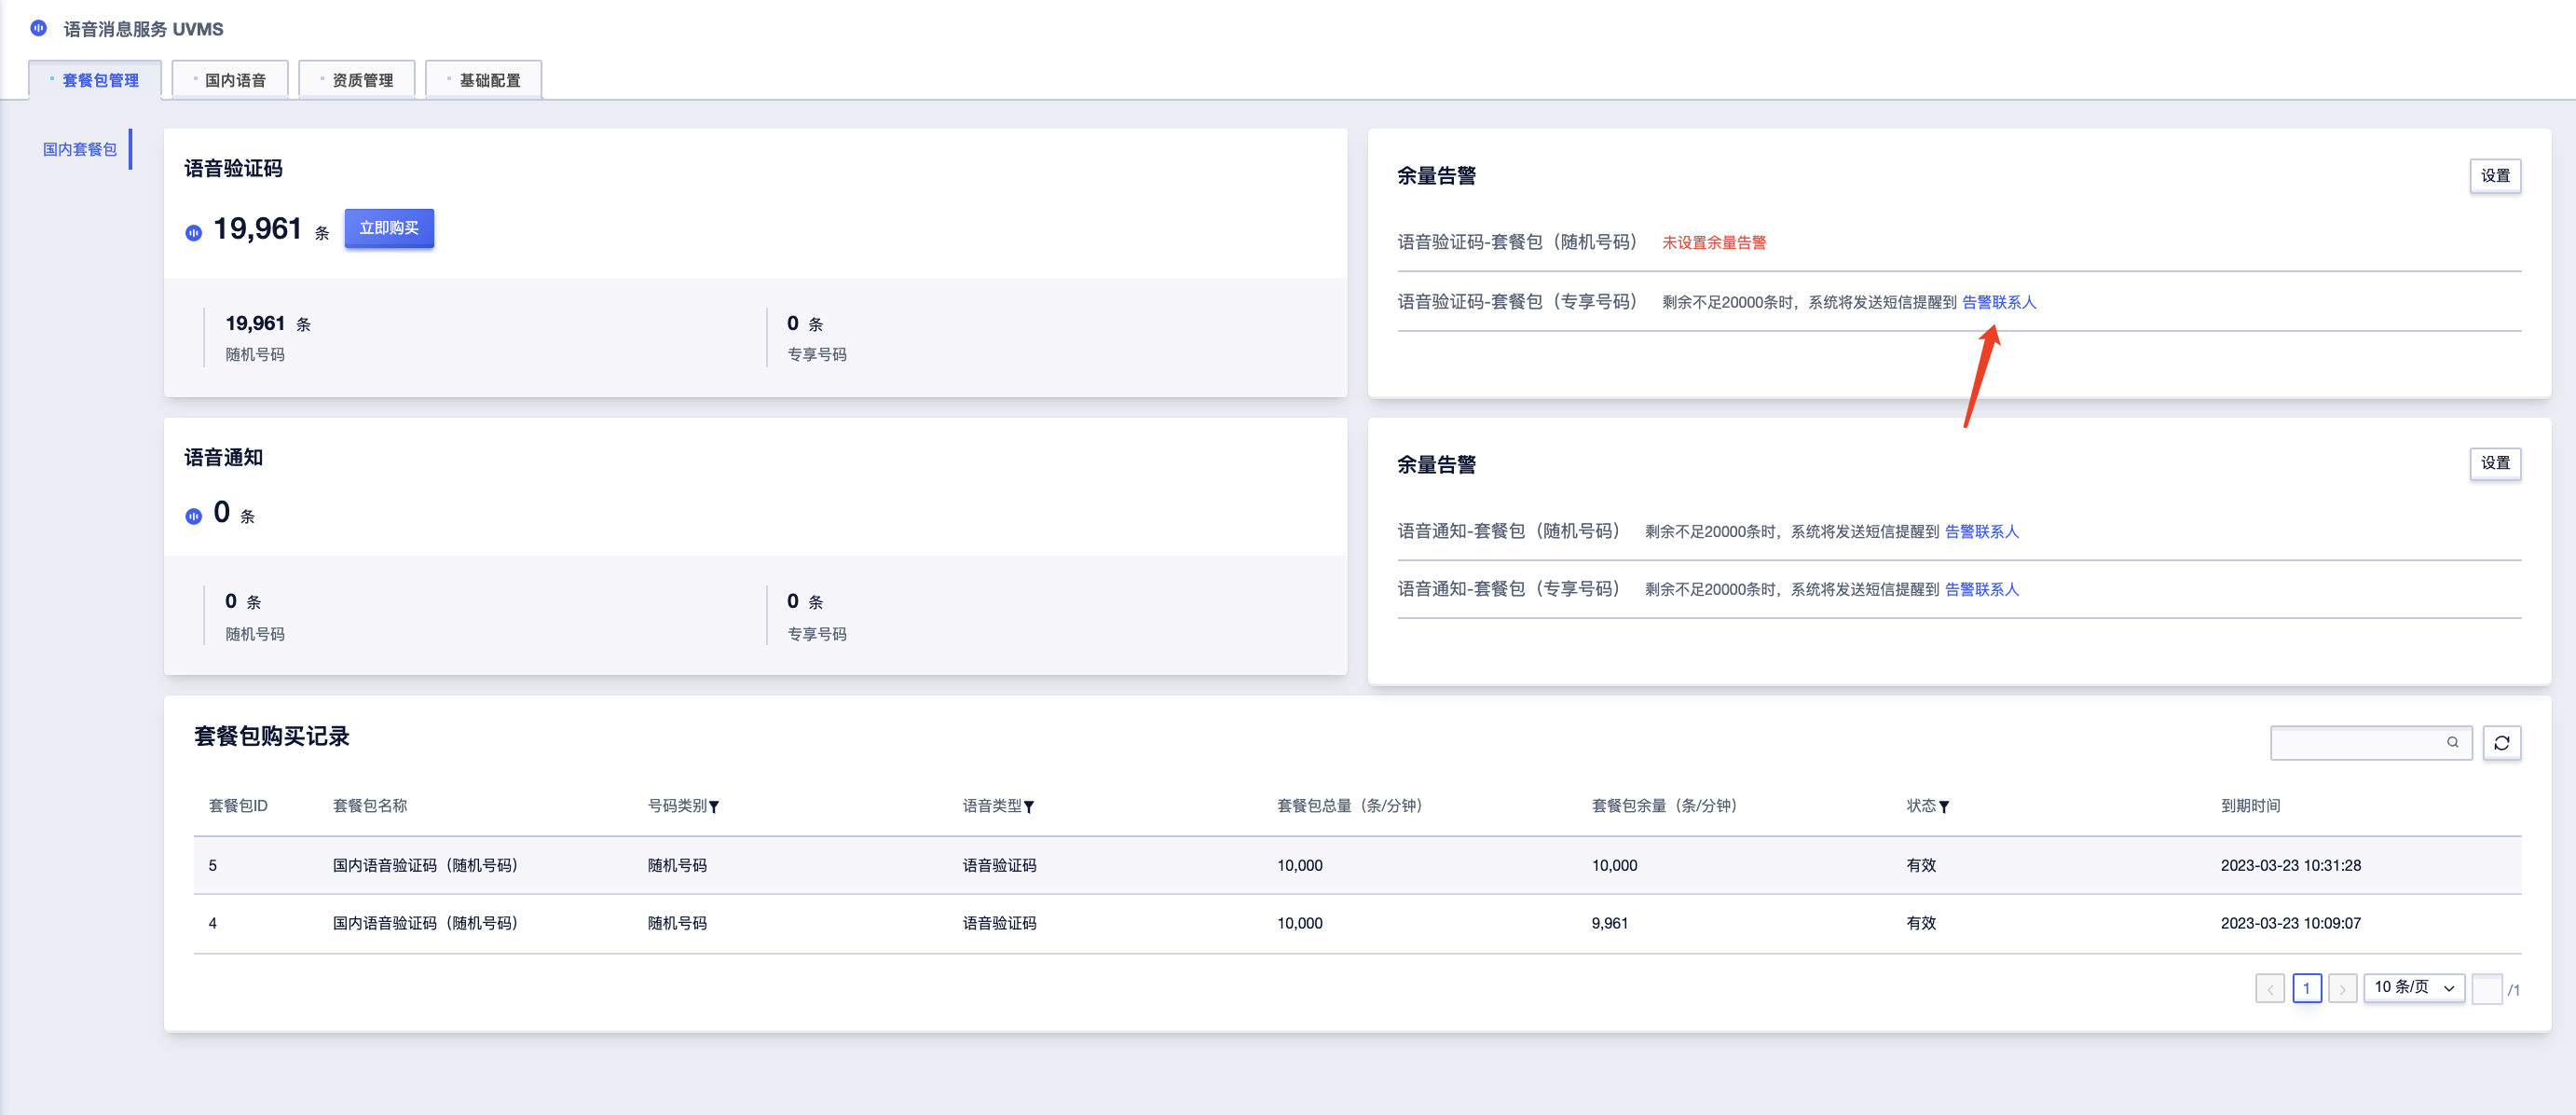 语音消息服务 UVMS
套餐包管理
国内语音
资质管理
基础配置
国内套餐包
语音验证码
19,961 条 立即购买
19,961 条
随机号码
0 条
专享号码
余量告警
设置
语音验证码-套餐包（随机号码） 未设置余量告警
语音验证码-套餐包（专享号码） 剩余不足20000条时，系统将发送短信提醒到 告警联系人
语音通知
0 条
0 条
随机号码
0 条
专享号码
余量告警
设置
语音通知-套餐包（随机号码） 剩余不足20000条时，系统将发送短信提醒到 告警联系人
语音通知-套餐包（专享号码） 剩余不足20000条时，系统将发送短信提醒到 告警联系人
套餐包购买记录
套餐包ID 套餐包名称 号码类别 语音类型 套餐包总量（条/分钟） 套餐包余量（条/分钟） 状态 到期时间
5 国内语音验证码（随机号码） 随机号码 语音验证码 10,000 10,000 有效 2023-03-23 10:31:28
4 国内语音验证码（随机号码） 随机号码 语音验证码 10,000 9,961 有效 2023-03-23 10:09:07
1 10 条/页 /1